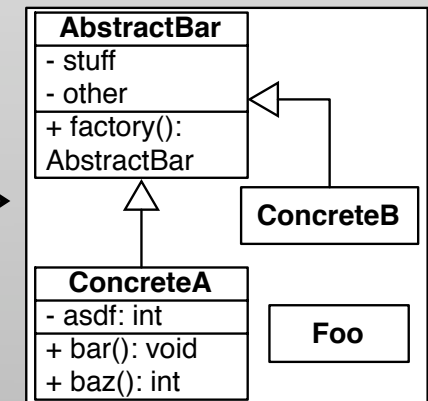 AbstractBar
- stuff
- other
+ factory():
AbstractBar
ConcreteB
ConcreteA
- asdf: int
+ bar(): void
+ baz(): int
Foo